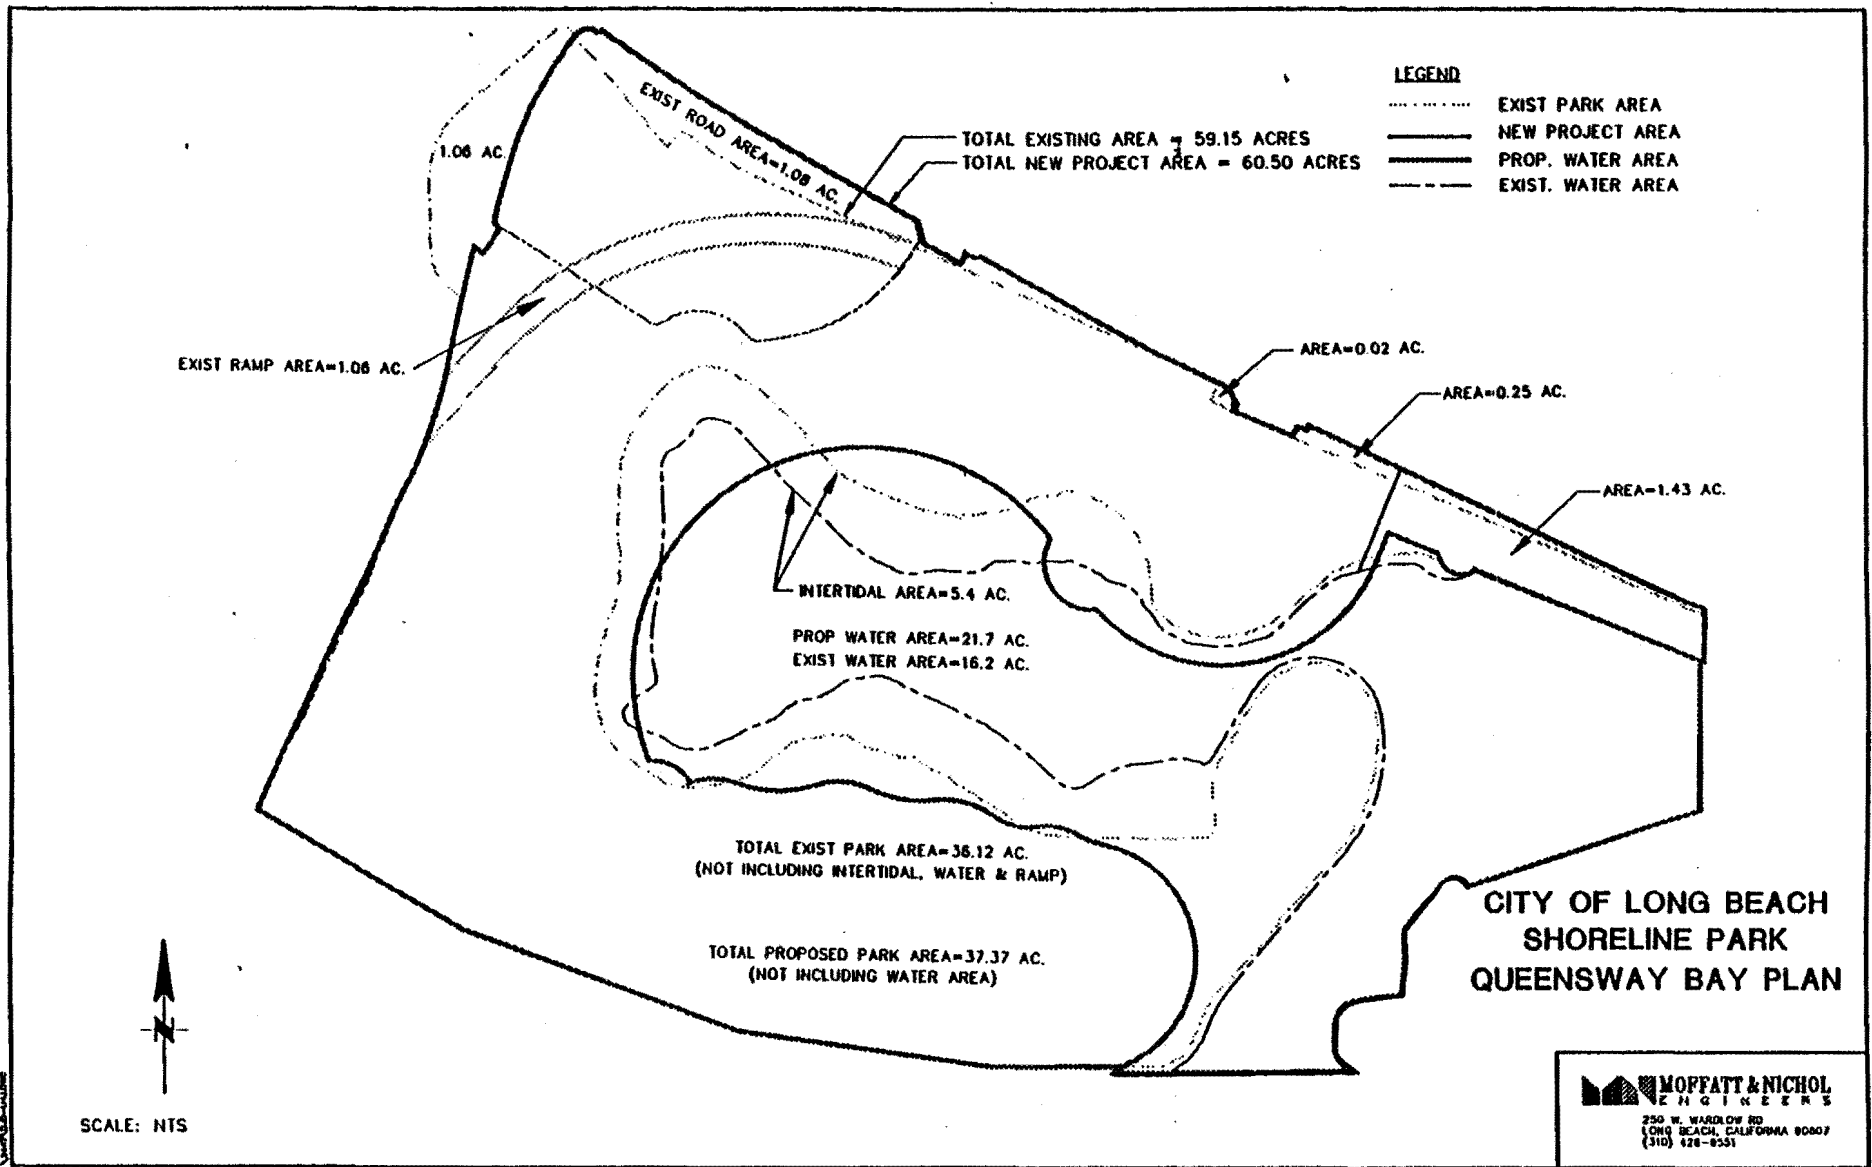 LEGEND
EXIST PARK AREA
NEW PROJECT AREA
PROP. WATER AREA
EXIST. WATER AREA
EXIST ROAD AREA=1.08 AC.
1.06 AC.
TOTAL EXISTING AREA = 59.15 ACRES
TOTAL NEW PROJECT AREA = 60.50 ACRES
EXIST RAMP AREA=1.06 AC.
AREA=0.02 AC.
AREA=0.25 AC.
AREA=1.43 AC.
INTERTIDAL AREA=5.4 AC.
PROP WATER AREA=21.7 AC.
EXIST WATER AREA=16.2 AC.
TOTAL EXIST PARK AREA=36.12 AC.
(NOT INCLUDING INTERTIDAL, WATER & RAMP)
TOTAL PROPOSED PARK AREA=37.37 AC.
(NOT INCLUDING WATER AREA)
CITY OF LONG BEACH
SHORELINE PARK
QUEENSWAY BAY PLAN
N
SCALE: NTS
MOFFATT & NICHOL
ENGINEERS
250 W. WARDLOW RD
LONG BEACH, CALIFORNIA 90807
(310) 426-9551